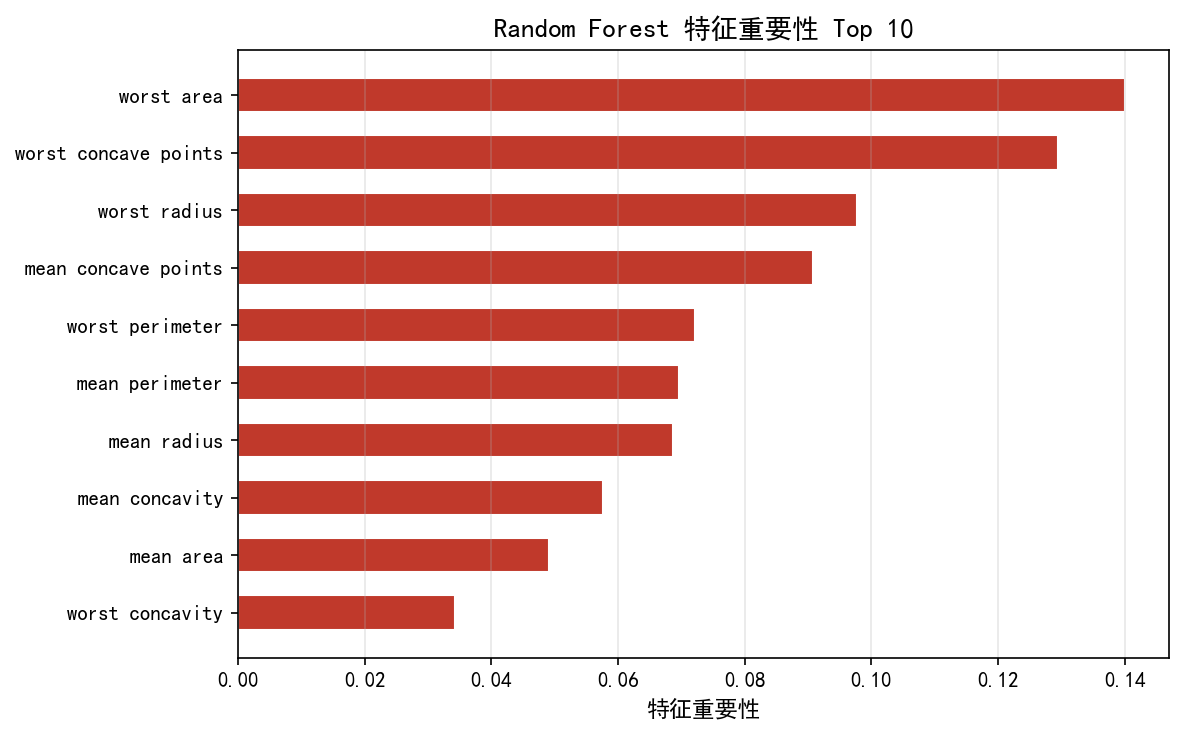 Random Forest 特征重要性 Top 10
worst area
worst concave points
worst radius
mean concave points
worst perimeter
mean perimeter
mean radius
mean concavity
mean area
worst concavity
0.00 0.02 0.04 0.06 0.08 0.10 0.12 0.14
特征重要性